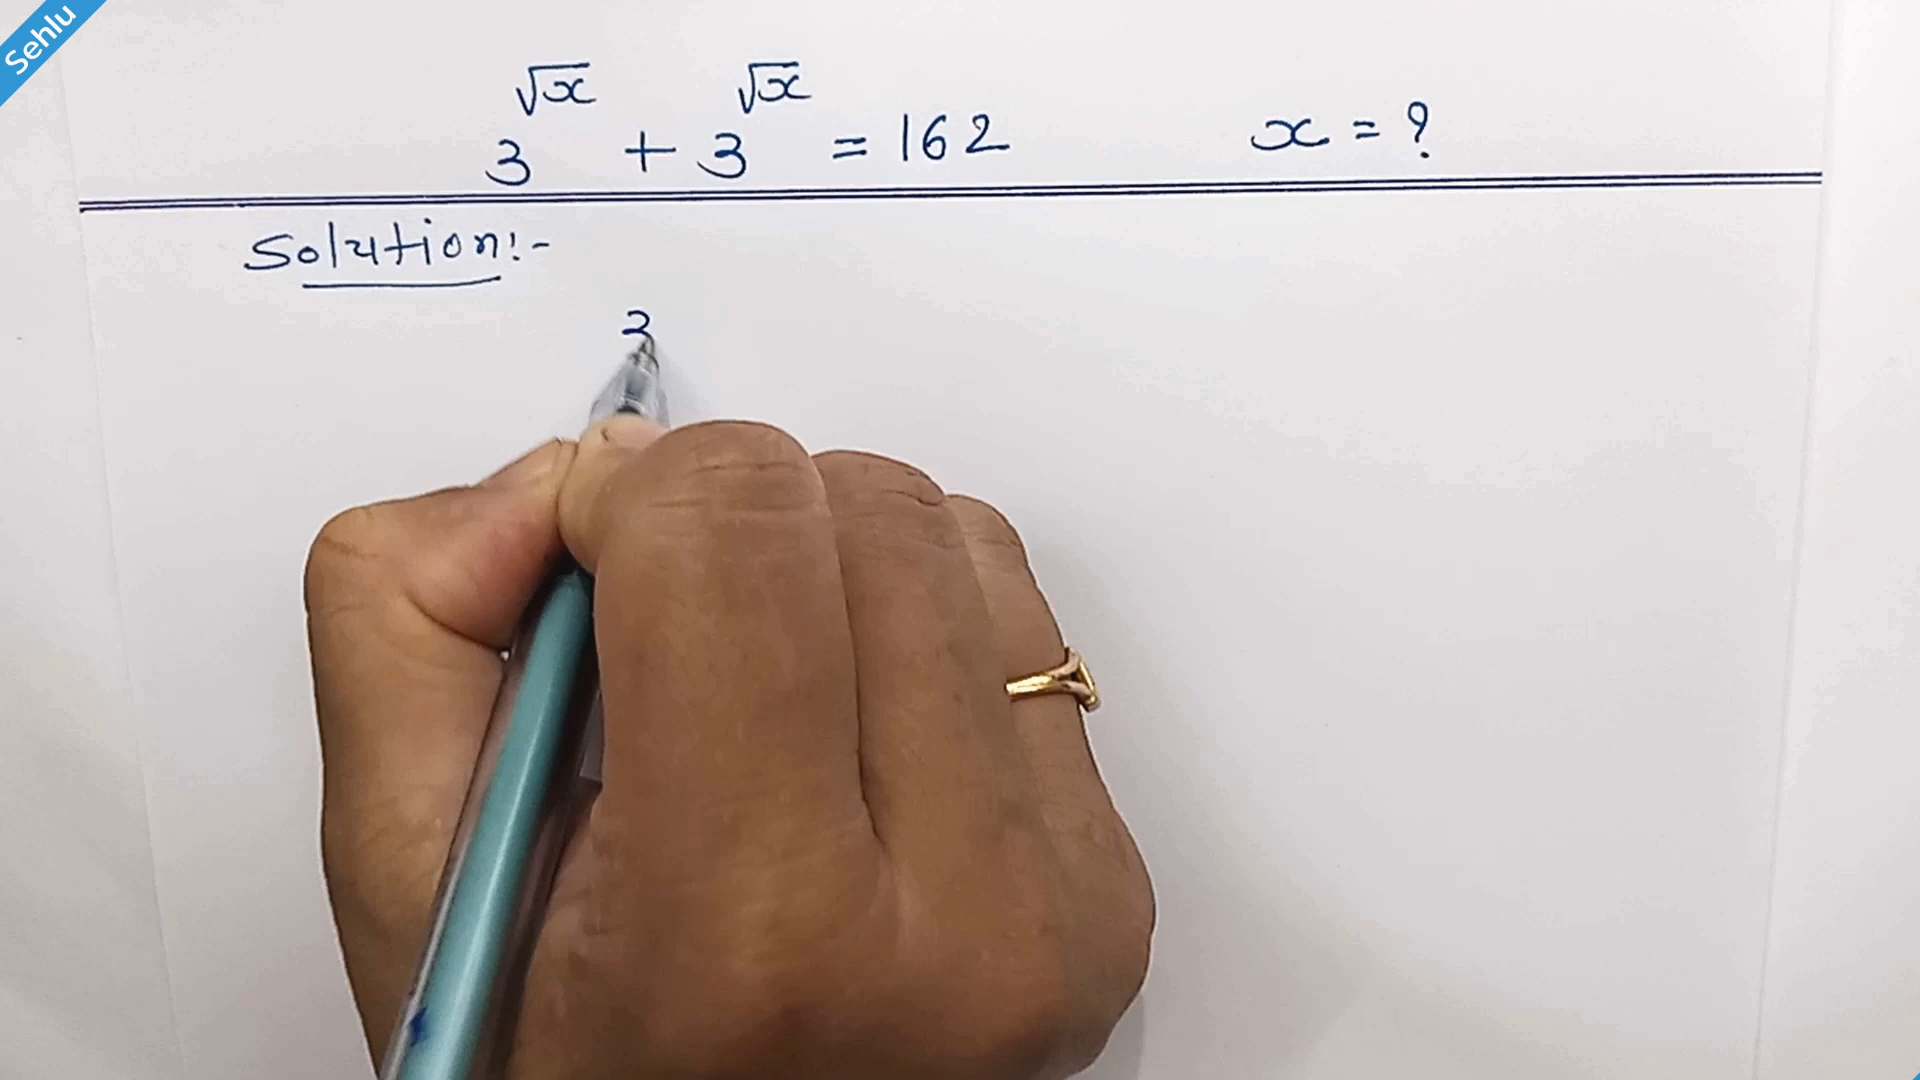 Sehlu
3^√x + 3^√x = 162 x = ?
Solution:-
3